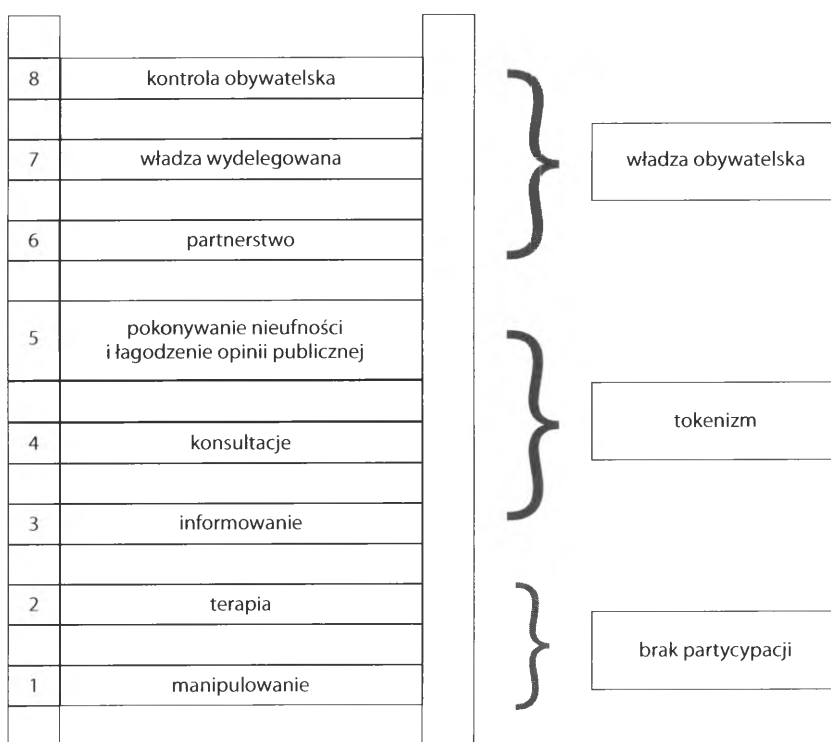 8 kontrola obywatelska
7 władza wydelegowana
władza obywatelska
6 partnerstwo
5 pokonywanie nieufności
i łagodzenie opinii publicznej
tokenizm
4 konsultacje
3 informowanie
2 terapia
brak partycypacji
1 manipulowanie